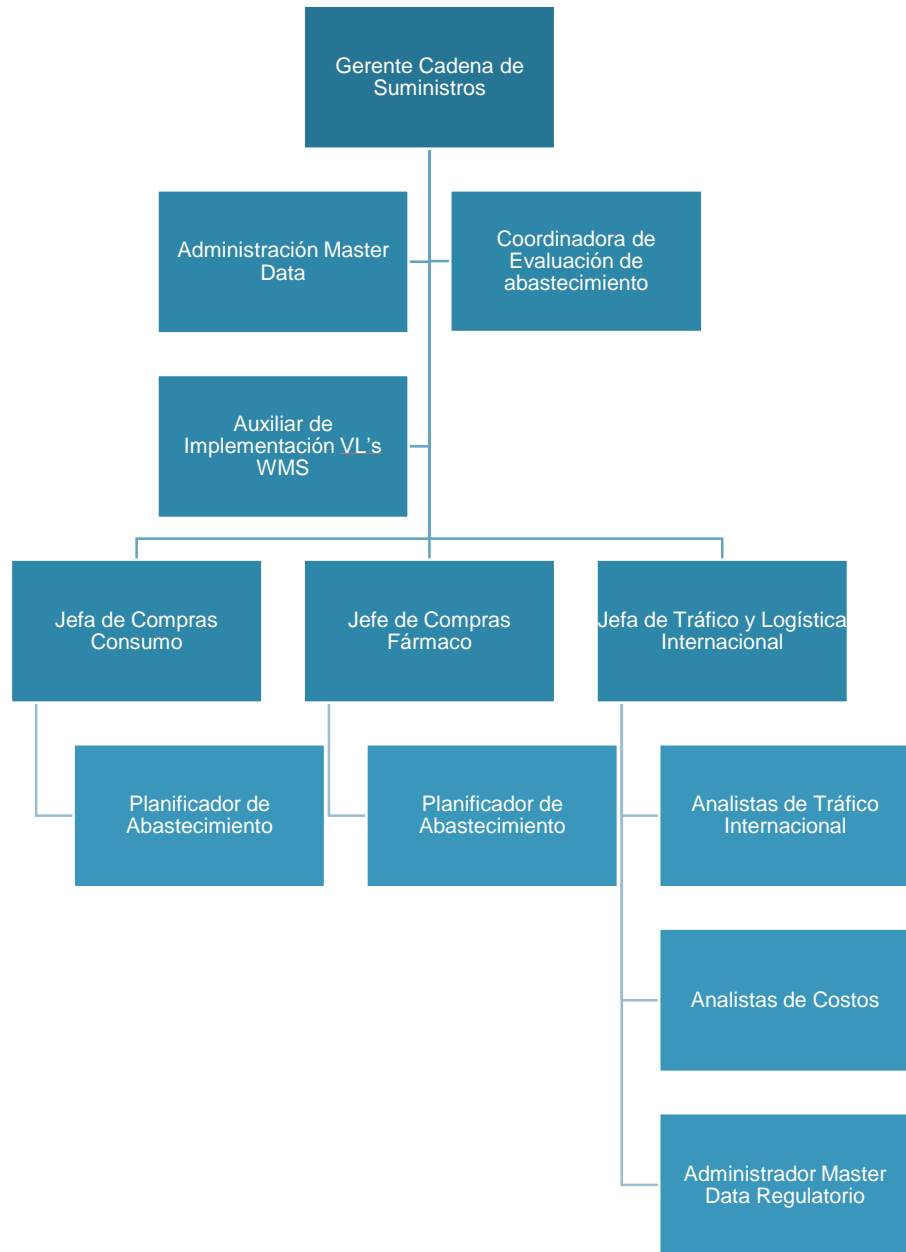 Gerente Cadena de
Suministros
Administración Master
Data
Coordinadora de
Evaluación de
abastecimiento
Auxiliar de
Implementación VL’s
WMS
Jefa de Compras
Consumo
Jefe de Compras
Fármaco
Jefa de Tráfico y Logística
Internacional
Planificador de
Abastecimiento
Planificador de
Abastecimiento
Analistas de Tráfico
Internacional
Analistas de Costos
Administrador Master
Data Regulatorio